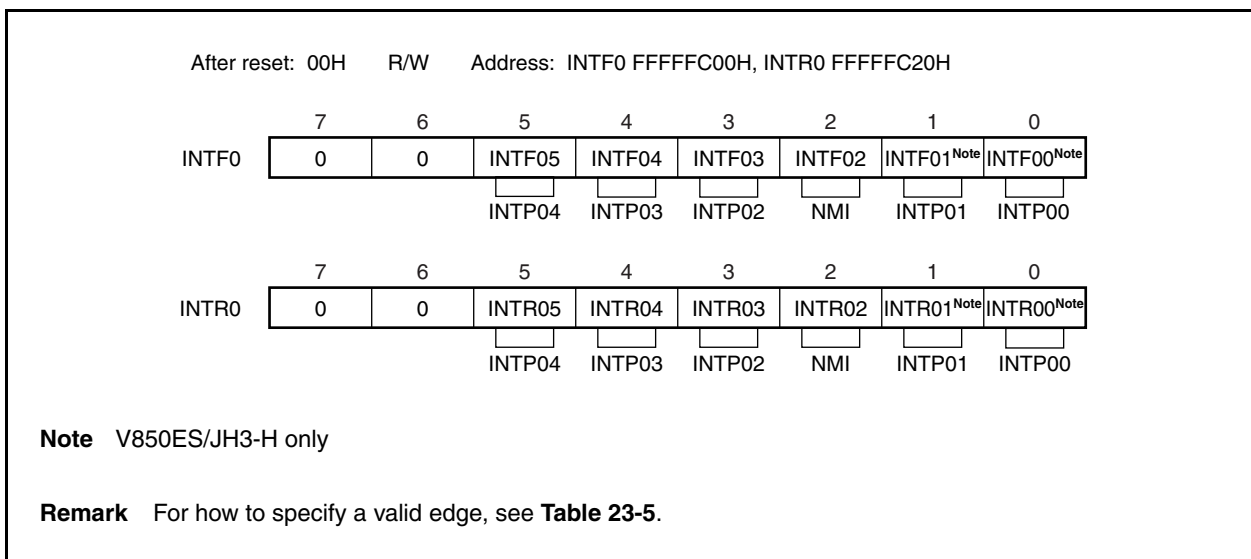 After reset: 00H R/W Address: INTF0 FFFFFC00H, INTR0 FFFFFC20H
7 6 5 4 3 2 1 0
INTF0 0 0 INTF05 INTF04 INTF03 INTF02 INTF01Note INTF00Note
INTP04 INTP03 INTP02 NMI INTP01 INTP00
7 6 5 4 3 2 1 0
INTR0 0 0 INTR05 INTR04 INTR03 INTR02 INTR01Note INTR00Note
INTP04 INTP03 INTP02 NMI INTP01 INTP00
Note V850ES/JH3-H only
Remark For how to specify a valid edge, see Table 23-5.